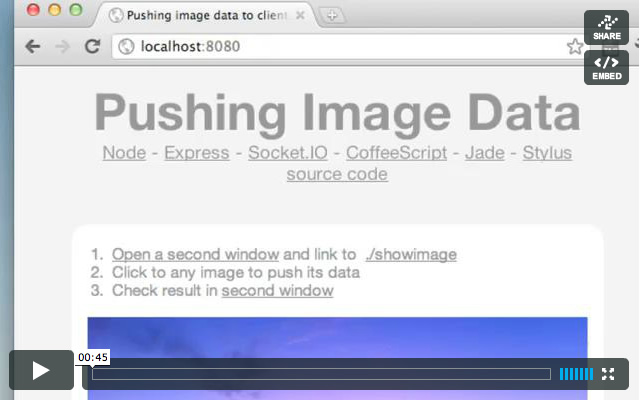 Pushing image data to client
localhost:8080
SHARE
EMBED
Pushing Image Data
Node - Express - Socket.IO - CoffeeScript - Jade - Stylus
source code
1. Open a second window and link to ./showimage
2. Click to any image to push its data
3. Check result in second window
00:45